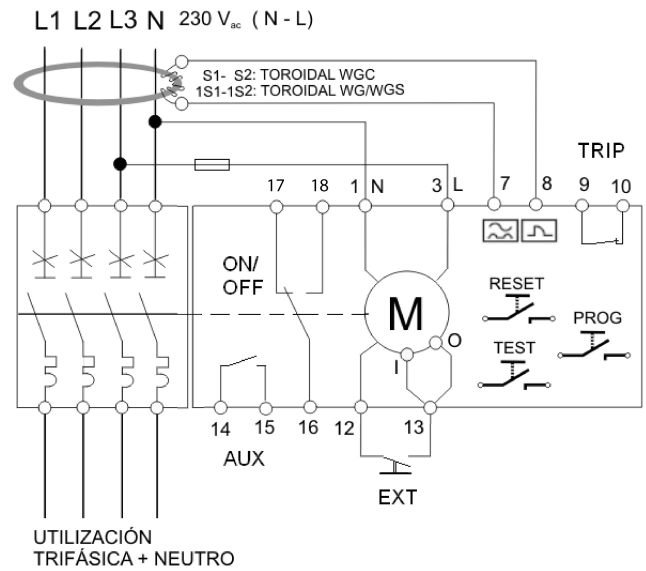 L1 L2 L3 N 230 Vac ( N - L)
S1- S2: TOROIDAL WGC
1S1-1S2: TOROIDAL WG/WGS
TRIP
17 18 1 N 3 L 7 8 9 10
ON/
OFF
M
RESET
PROG
TEST
I
O
14 15 16 12 13
AUX
EXT
UTILIZACIÓN
TRIFÁSICA + NEUTRO